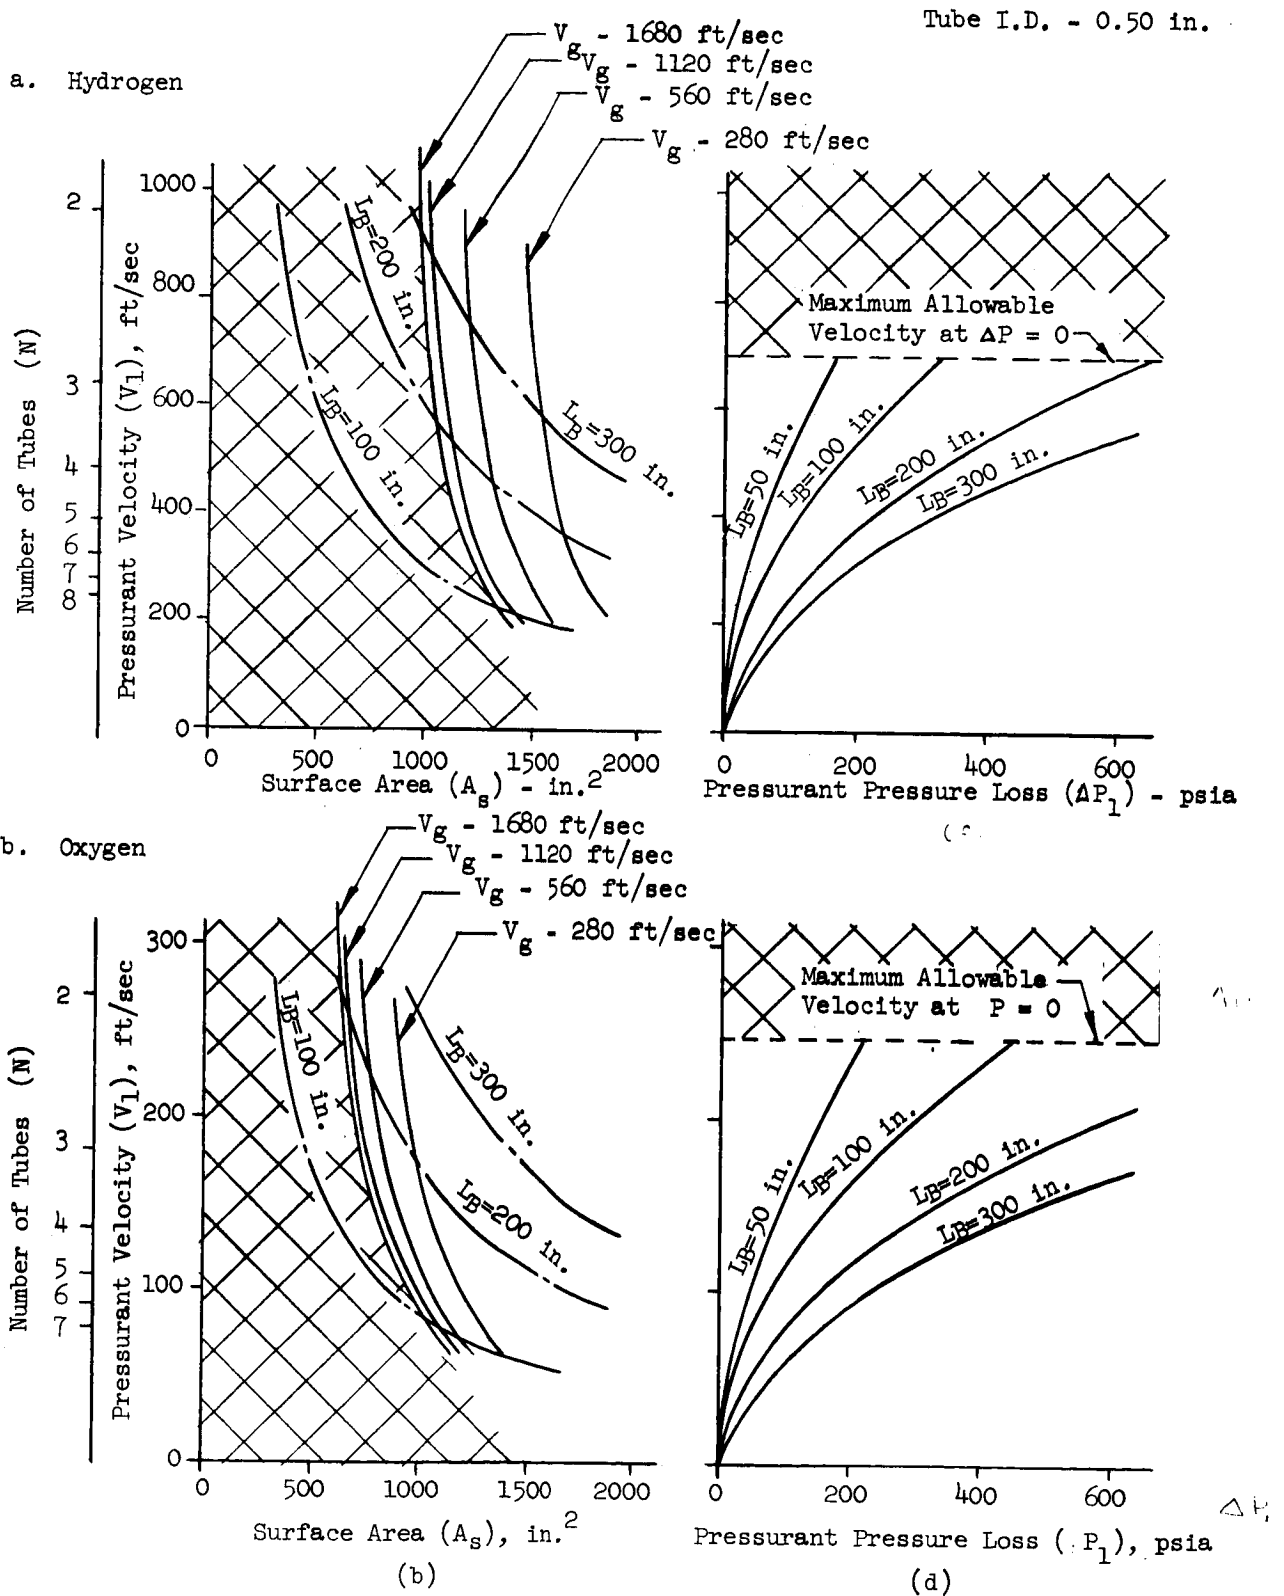 Tube I.D. - 0.50 in.
a. Hydrogen
Vg - 1680 ft/sec
Vg - 1120 ft/sec
Vg - 560 ft/sec
Vg - 280 ft/sec
Number of Tubes (N)
2
3
4
5
6
7
8
Pressurant Velocity (V1), ft/sec
1000
800
600
400
200
0
LB=200 in.
LB=100 in.
LB=300 in.
0 500 1000 1500 2000
Surface Area (As) - in.2
Maximum Allowable
Velocity at ΔP = 0
LB=50 in.
LB=100 in.
LB=200 in.
LB=300 in.
0 200 400 600
Pressurant Pressure Loss (ΔP1) - psia
b. Oxygen
Vg - 1680 ft/sec
Vg - 1120 ft/sec
Vg - 560 ft/sec
Vg - 280 ft/sec
Number of Tubes (N)
2
3
4
5
6
7
Pressurant Velocity (V1), ft/sec
300
200
100
0
LB=100 in.
LB=300 in.
LB=200 in.
0 500 1000 1500 2000
Surface Area (As), in.2
(b)
Maximum Allowable
Velocity at P = 0
LB=50 in.
LB=100 in.
LB=200 in.
LB=300 in.
0 200 400 600
Pressurant Pressure Loss ( P1), psia
(d)